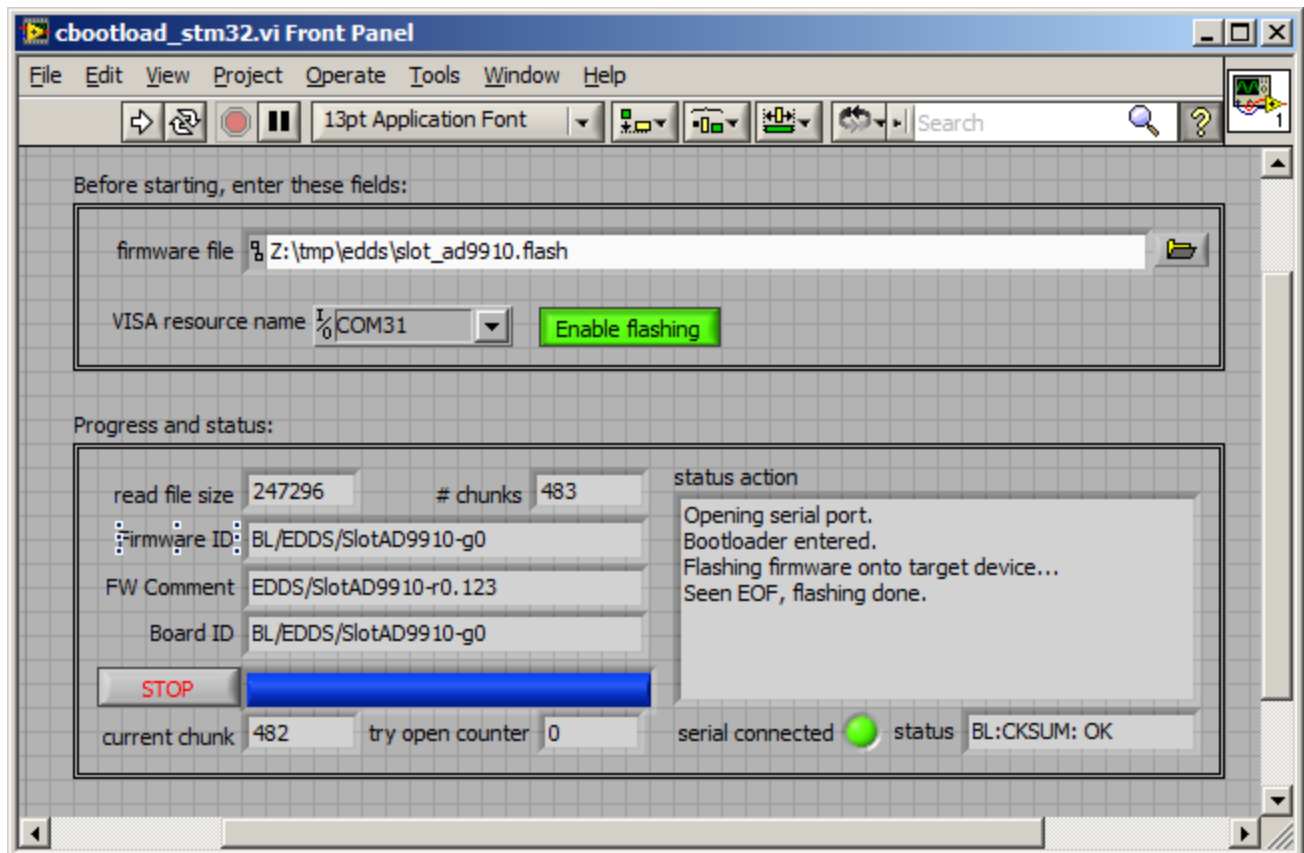 cbootload_stm32.vi Front Panel
File Edit View Project Operate Tools Window Help
13pt Application Font
Search
?
1
Before starting, enter these fields:
firmware file Z:\tmp\edds\slot_ad9910.flash
VISA resource name I/O COM31 Enable flashing
Progress and status:
read file size 247296 # chunks 483
Firmware ID BL/EDDS/SlotAD9910-g0
FW Comment EDDS/SlotAD9910-r0.123
Board ID BL/EDDS/SlotAD9910-g0
STOP
current chunk 482 try open counter 0
status action
Opening serial port.
Bootloader entered.
Flashing firmware onto target device...
Seen EOF, flashing done.
serial connected status BL:CKSUM: OK